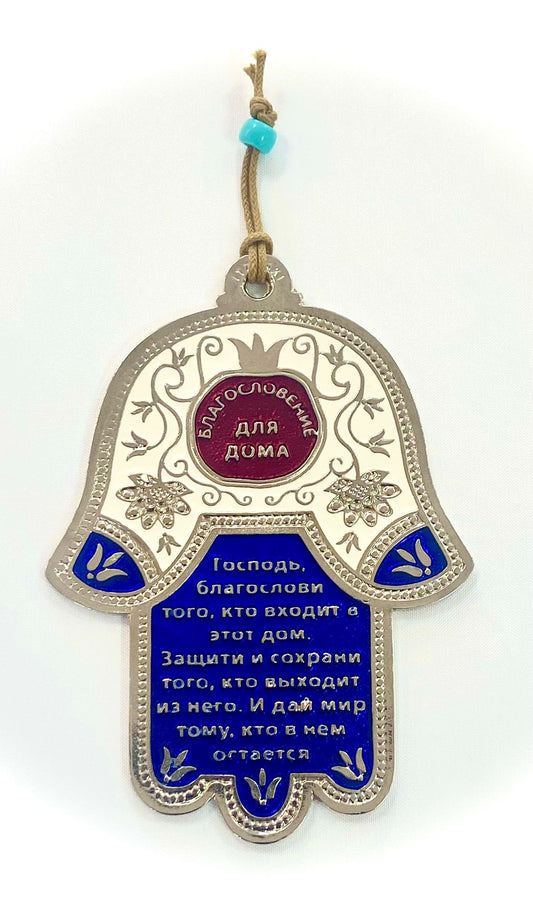 БЛАГОСЛОВЕНИЕ
ДЛЯ
ДОМА
Господь,
благослови
того, кто входит в
этот дом.
Защити и сохрани
того, кто выходит
из него. И дай мир
тому, кто в нем
остается